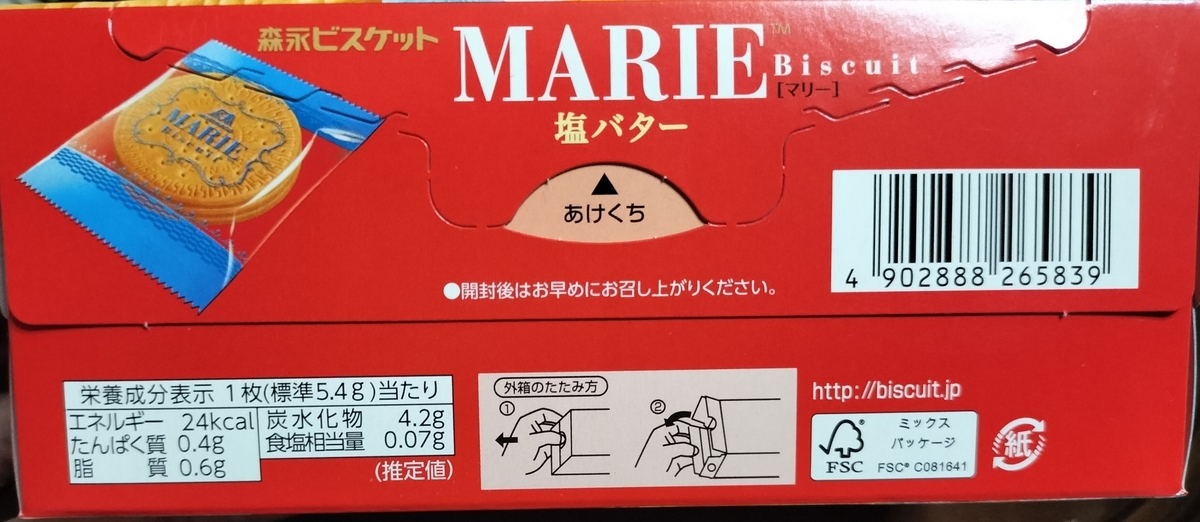 森永ビスケット
MARIE™
Biscuit
[マリー]
塩バター
MARIE
BISCUIT
▲
あけくち
●開封後はお早めにお召し上がりください。
4 902888 265839
栄養成分表示 1枚(標準5.4g)当たり
エネルギー 24kcal 炭水化物 4.2g
たんぱく質 0.4g 食塩相当量 0.07g
脂質 0.6g
(推定値)
外箱のたたみ方
① ②
http://biscuit.jp
ミックス
パッケージ
FSC® FSC® C081641
紙